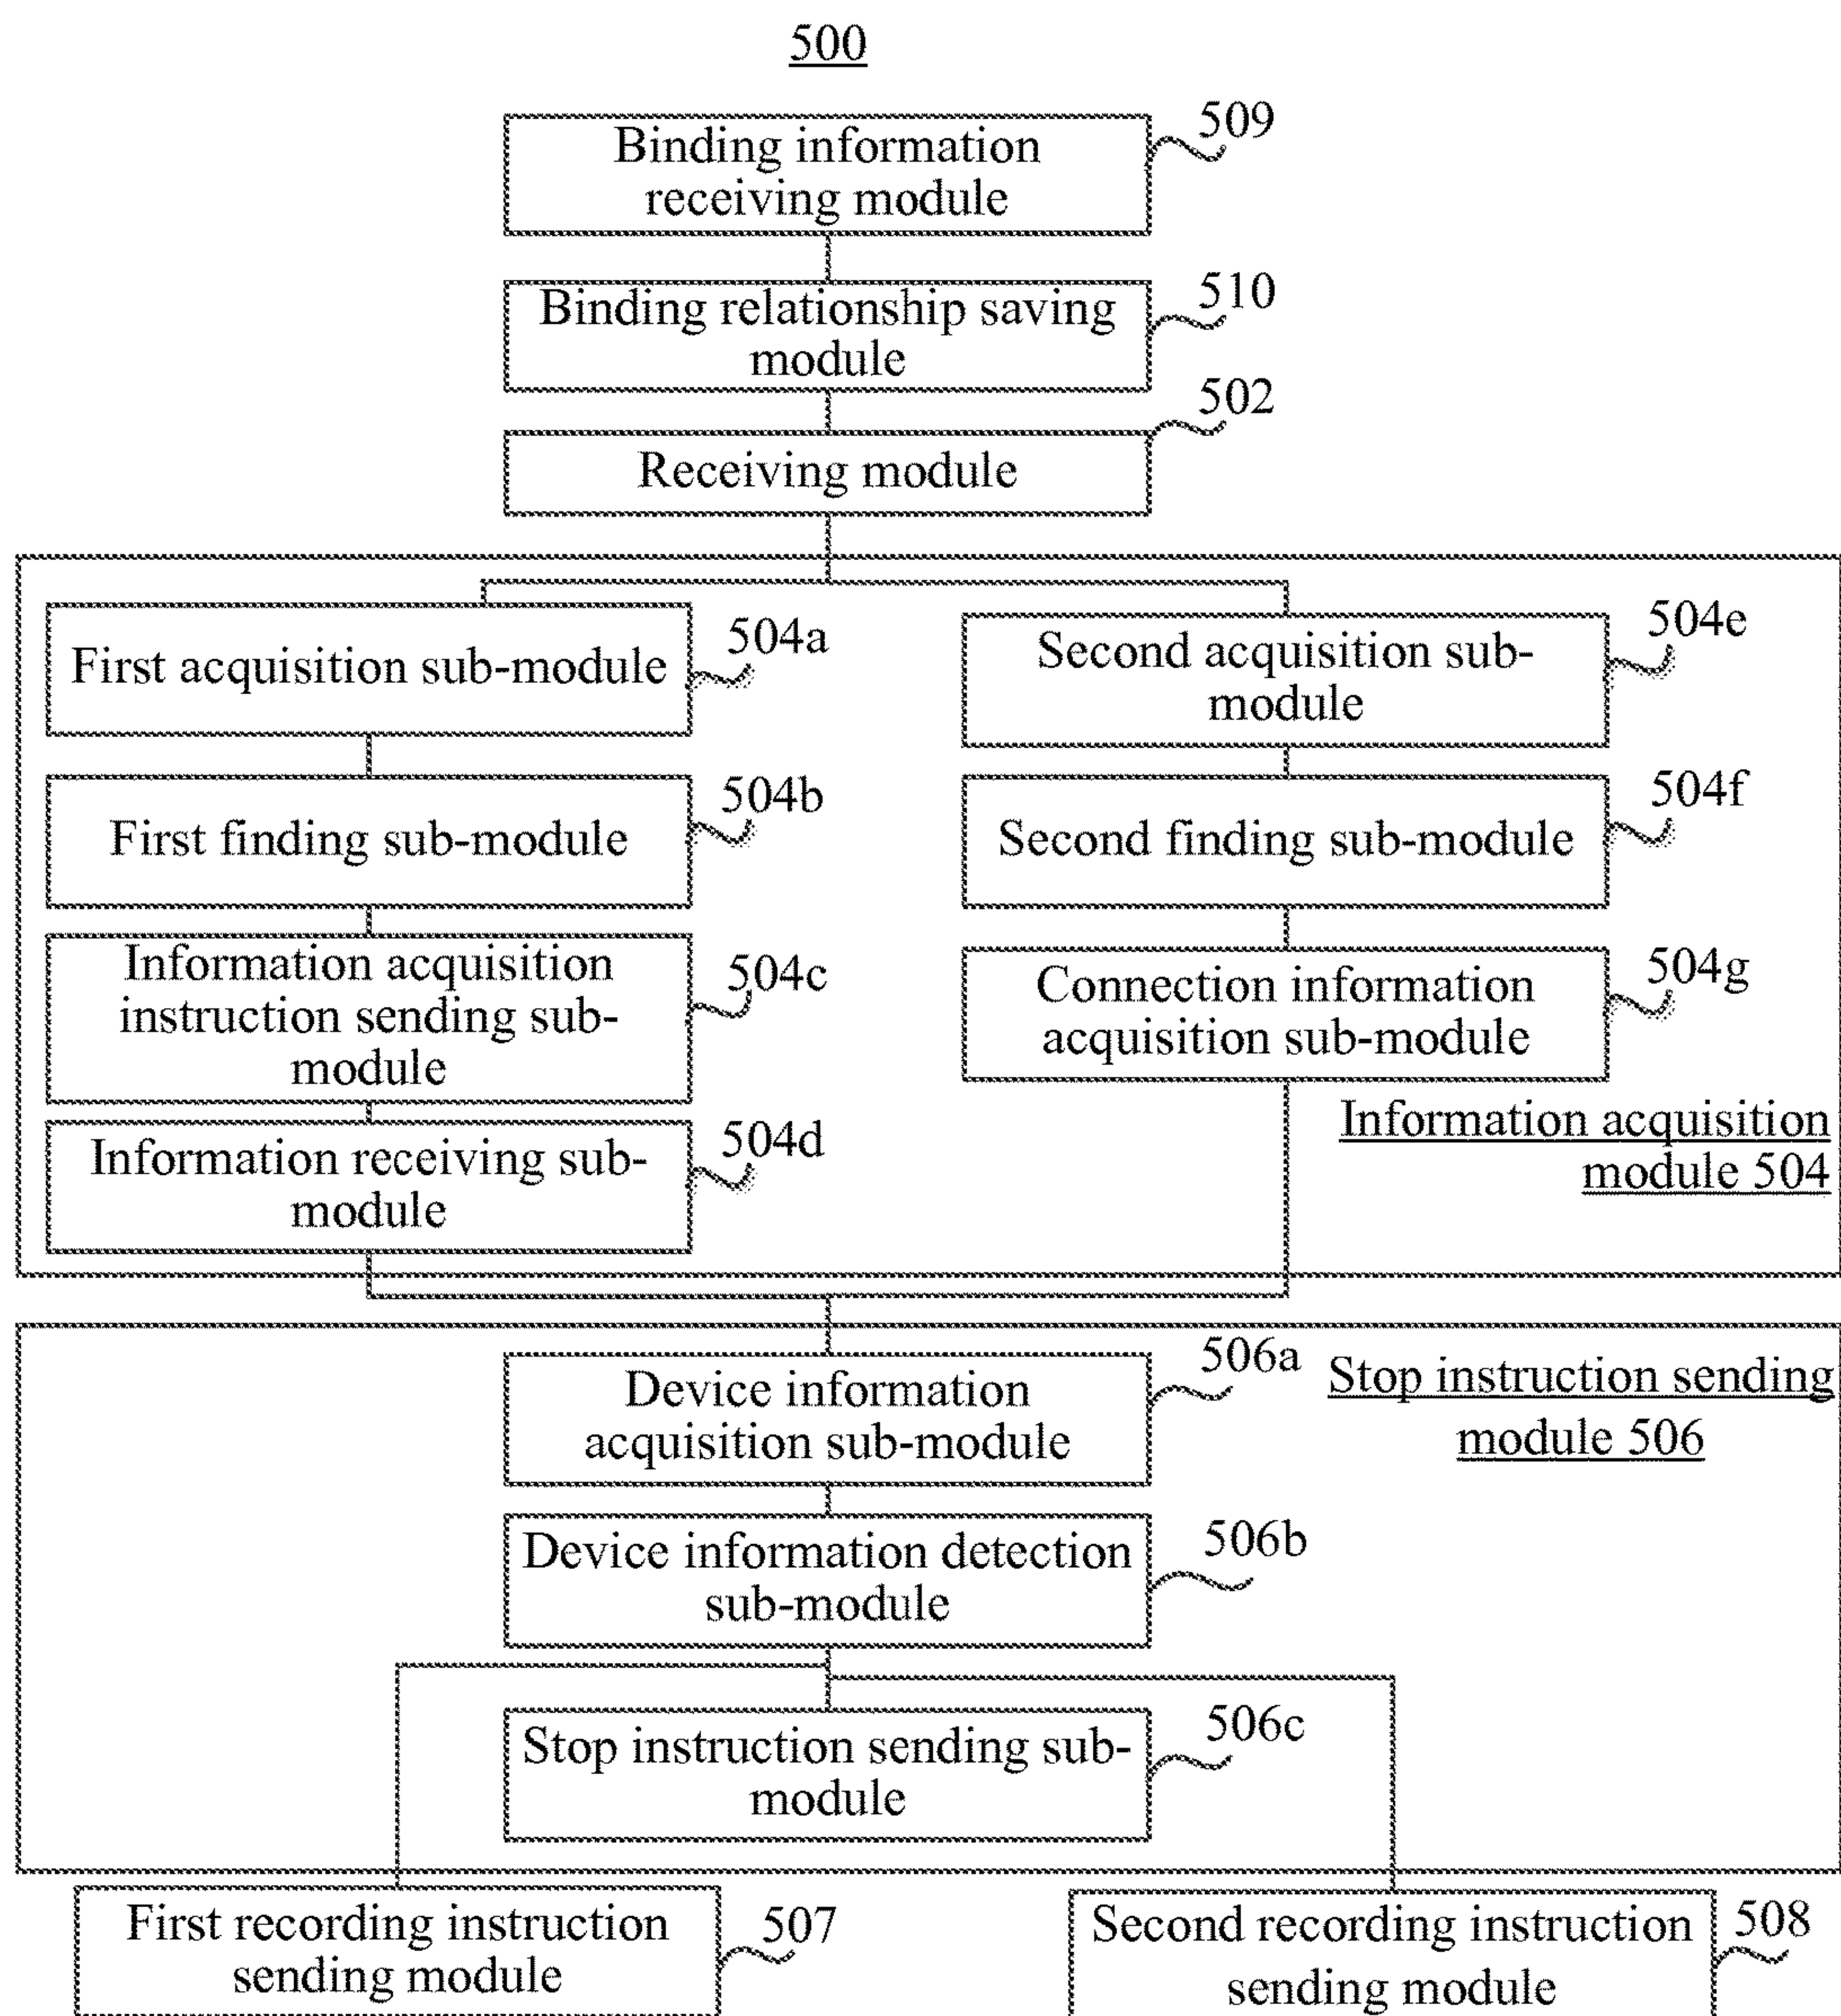 500
Binding information
receiving module
509
Binding relationship saving
module
510
Receiving module
502
First acquisition sub-module
504a
First finding sub-module
504b
Information acquisition
instruction sending sub-
module
504c
Information receiving sub-
module
504d
Second acquisition sub-
module
504e
Second finding sub-module
504f
Connection information
acquisition sub-module
504g
Information acquisition
module 504
Device information
acquisition sub-module
506a
Stop instruction sending
module 506
Device information detection
sub-module
506b
Stop instruction sending sub-
module
506c
First recording instruction
sending module
507
Second recording instruction
sending module
508